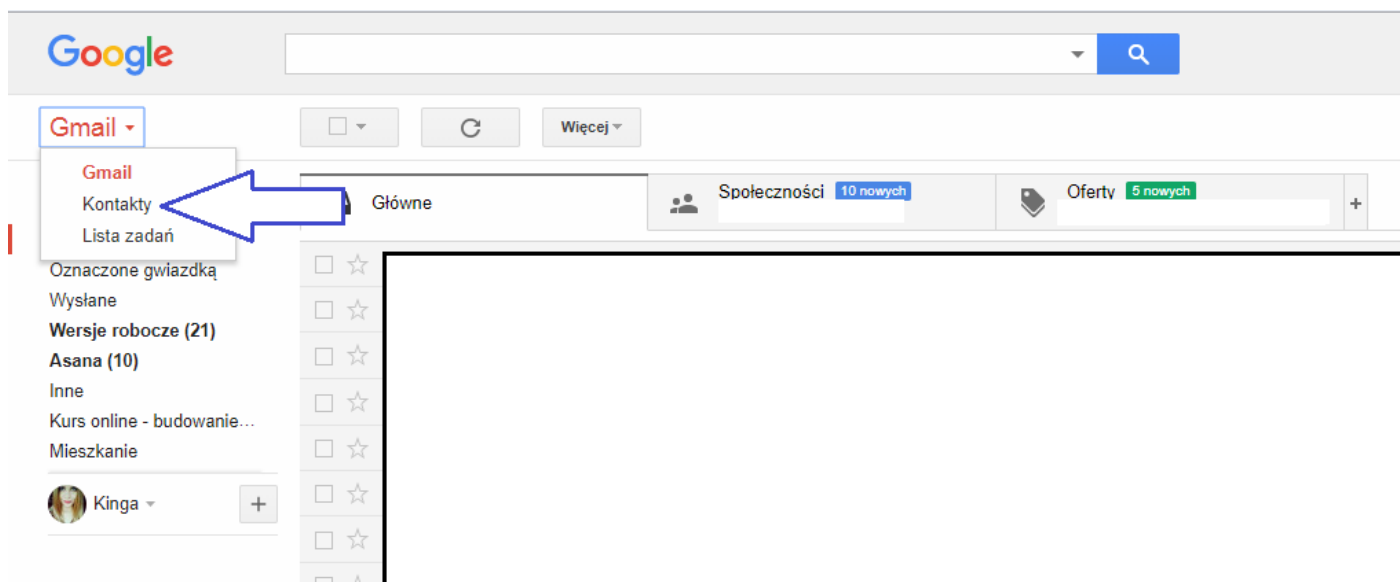 Google
Gmail
Więcej
Gmail
Kontakty
Lista zadań
Główne
Społeczności 10 nowych
Oferty 5 nowych
+
Oznaczone gwiazdką
Wysłane
Wersje robocze (21)
Asana (10)
Inne
Kurs online - budowanie…
Mieszkanie
Kinga
+